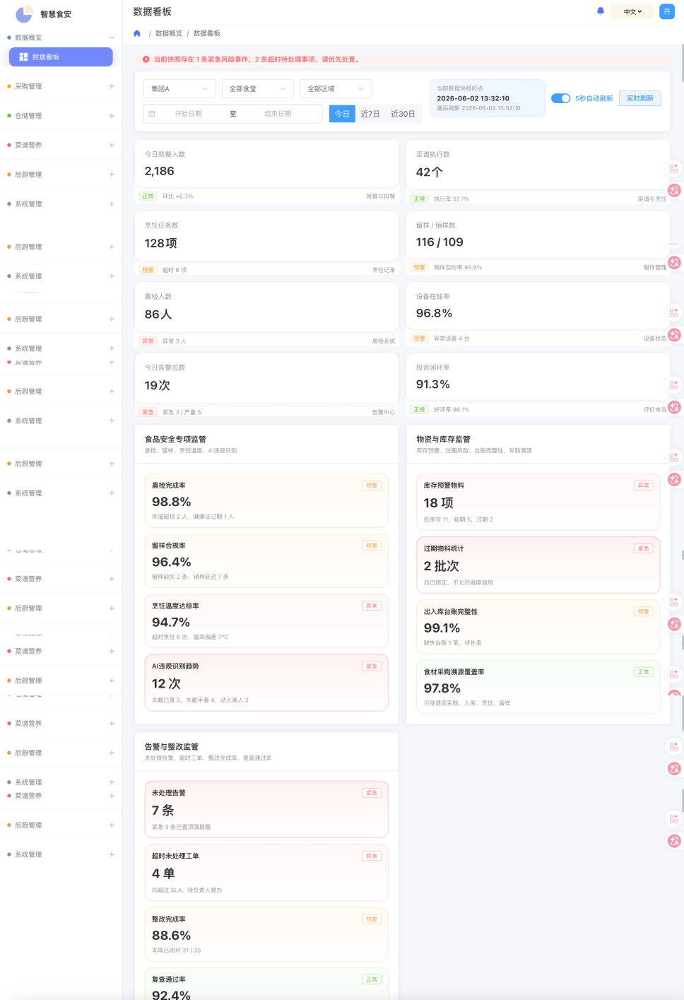 智慧食安
数据概览
数据看板
采购管理
仓储管理
菜谱营养
后厨管理
系统管理
后厨管理
系统管理
后厨管理
系统管理
菜谱营养
后厨管理
系统管理
后厨管理
系统管理
仓储管理
菜谱营养
后厨管理
菜谱营养
后厨管理
仓储管理
菜谱营养
后厨管理
系统管理
菜谱营养
后厨管理
系统管理
数据看板
中文
开
/ 数据概览 / 数据看板
当前快照存在 1 条紧急风险事件，2 条超时待处理事项，请优先处置。
集团A 全部食堂 全部区域
开始日期 至 结束日期
今日 近7日 近30日
当前数据快照时点
2026-06-02 13:32:10
最后刷新 2026-06-02 13:32:10
5秒自动刷新
实时刷新
今日就餐人数
2,186
正常 环比 +6.3% 就餐与排餐
菜谱执行数
42个
正常 执行率 97.7% 菜谱与烹饪
烹饪任务数
128项
预警 超时 6 项 烹饪记录
留样 / 销样数
116 / 109
预警 销样及时率 93.9% 留样管理
晨检人数
86人
异常 异常 3 人 晨检系统
设备在线率
96.8%
预警 异常设备 4 台 设备状态
今日告警总数
19次
紧急 紧急 3 / 严重 5 告警中心
投诉闭环率
91.3%
正常 好评率 96.1% 评价申诉
食品安全专项监管
晨检、留样、烹饪温度、AI违规识别
晨检完成率 预警
98.8%
体温超标 2 人，健康证过期 1 人
留样合规率 预警
96.4%
留样缺失 2 条，销样延迟 7 条
烹饪温度达标率 异常
94.7%
超时烹饪 6 次，最高偏差 7°C
AI违规识别趋势 紧急
12 次
未戴口罩 5，未戴手套 4，动火离人 3
物资与库存监管
库存预警、过期风险、台账完整性、采购溯源
库存预警物料 异常
18 项
低库存 11，临期 5，过期 2
过期物料统计 紧急
2 批次
均已锁定，不允许继续领用
出入库台账完整性 预警
99.1%
缺失台账 1 笔，待补录
食材采购溯源覆盖率 正常
97.8%
可穿透至采购、入库、烹饪、留样
告警与整改监管
未处理告警、超时工单、整改完成率、复查通过率
未处理告警 紧急
7 条
紧急 3 条已置顶强提醒
超时未处理工单 异常
4 单
均超过 SLA，待负责人督办
整改完成率 预警
88.6%
本周已闭环 31 / 35
复查通过率 正常
92.4%